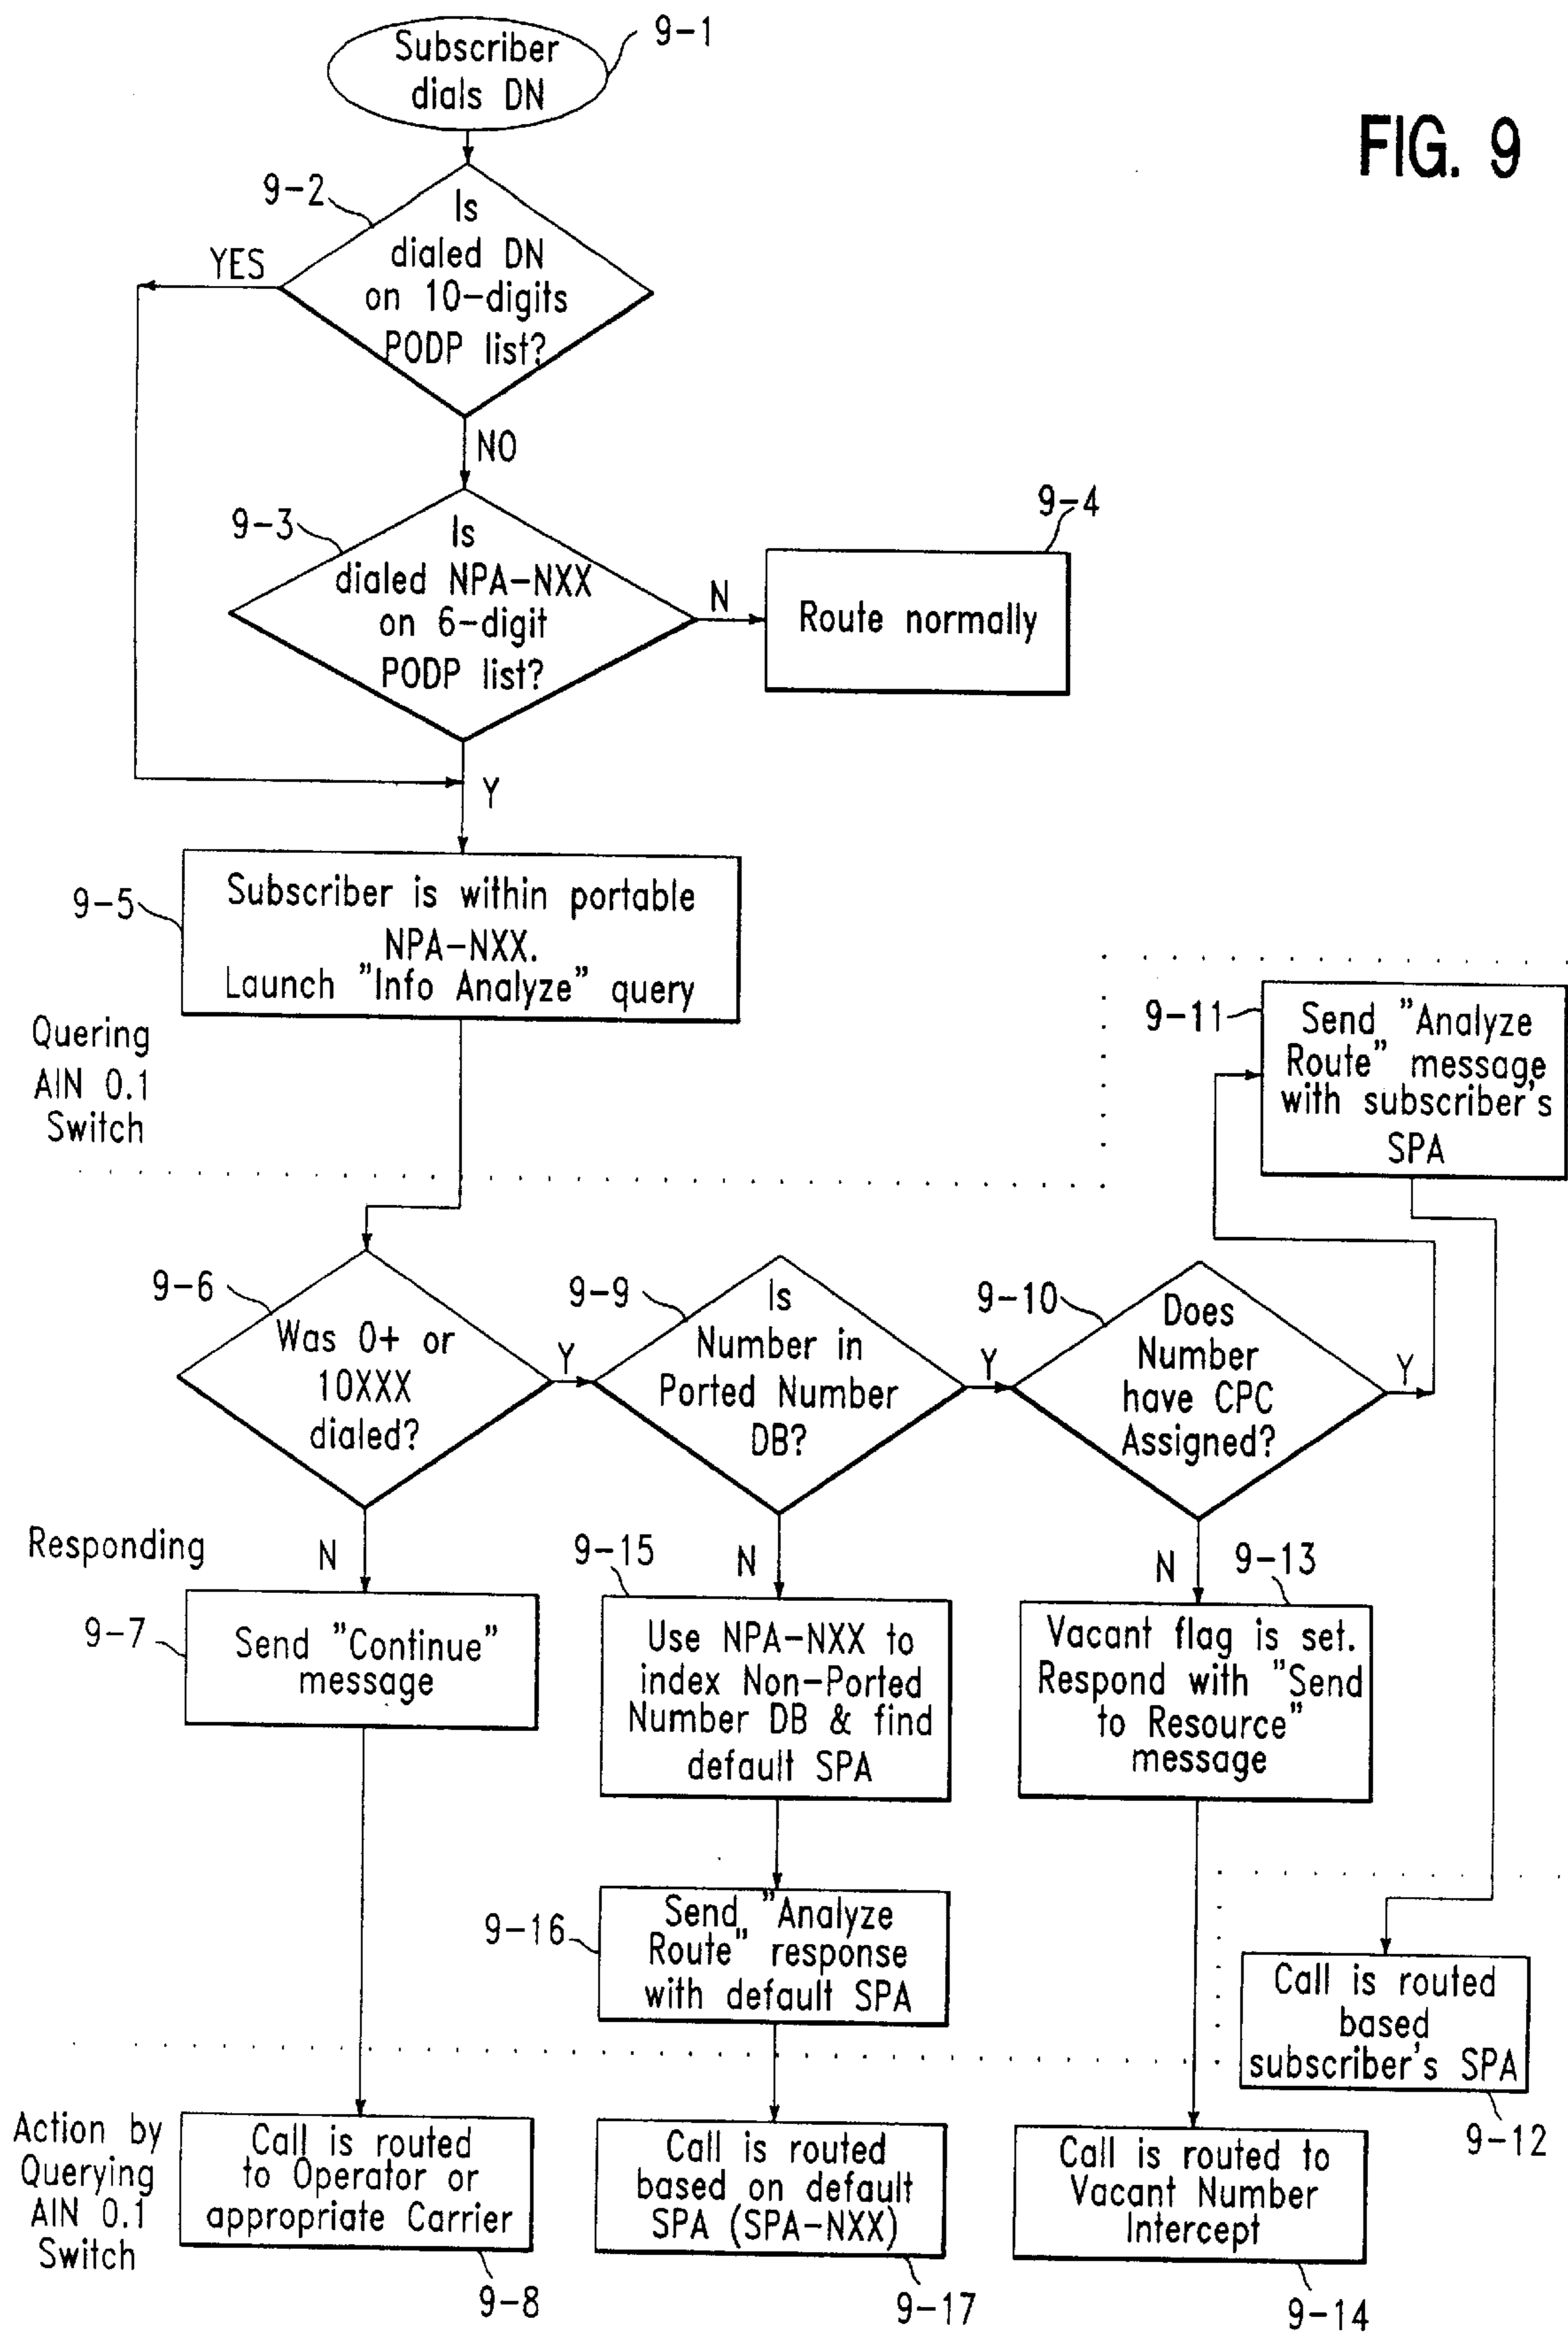 FIG. 9
9-1
Subscriber
dials DN
9-2
Is
dialed DN
on 10-digits
PODP list?
YES
NO
9-3
Is
dialed NPA-NXX
on 6-digit
PODP list?
N
9-4
Route normally
Y
9-5
Subscriber is within portable
NPA-NXX.
Launch "Info Analyze" query
Quering
AIN 0.1
Switch
9-11
Send "Analyze
Route" message
with subscriber's
SPA
9-6
Was 0+ or
10XXX
dialed?
Y
9-9
Is
Number in
Ported Number
DB?
Y
9-10
Does
Number
have CPC
Assigned?
Y
Responding
N
9-7
Send "Continue"
message
N
9-15
Use NPA-NXX to
index Non-Ported
Number DB & find
default SPA
N
9-13
Vacant flag is set.
Respond with "Send
to Resource"
message
9-16
Send "Analyze
Route" response
with default SPA
Call is routed
based
subscriber's SPA
9-12
Action by
Querying
AIN 0.1
Switch
Call is routed
to Operator or
appropriate Carrier
9-8
Call is routed
based on default
SPA (SPA-NXX)
9-17
Call is routed to
Vacant Number
Intercept
9-14